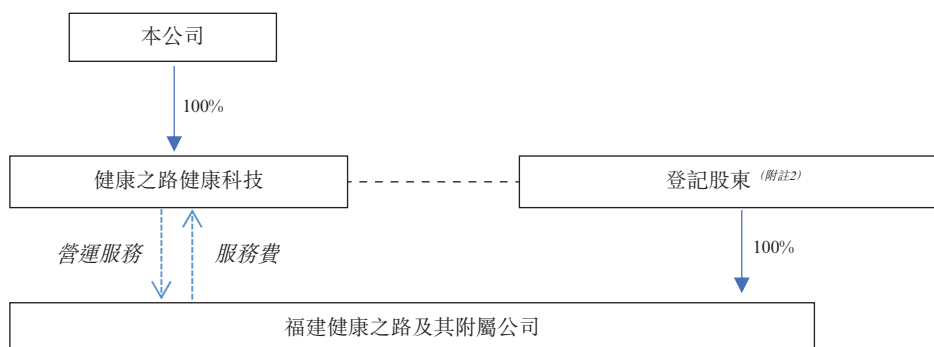 本公司
100%
健康之路健康科技
登記股東 (附註2)
營運服務
服務費
100%
福建健康之路及其附屬公司